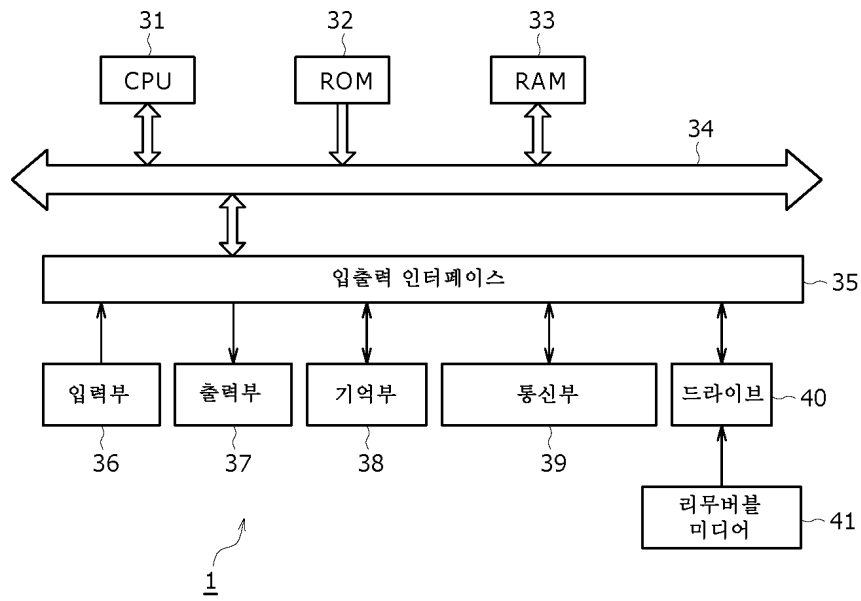 31
32
33
CPU
ROM
RAM
34
입출력 인터페이스
35
입력부
출력부
기억부
통신부
드라이브
40
36
37
38
39
리무버블
미디어
41
1